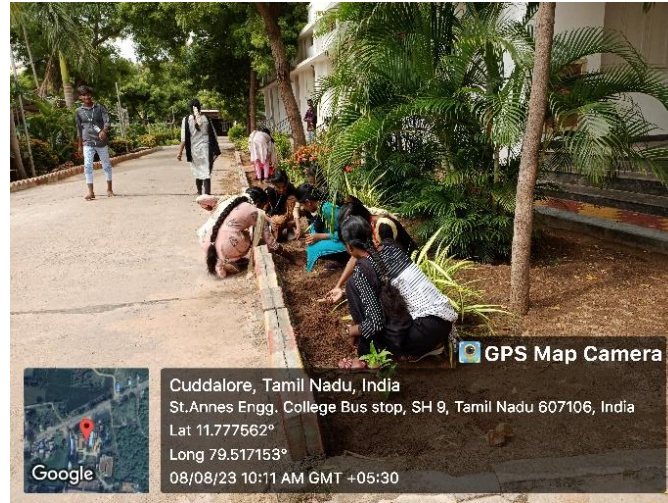 GPS Map Camera
Cuddalore, Tamil Nadu, India
St.Annes Engg. College Bus stop, SH 9, Tamil Nadu 607106, India
Lat 11.777562°
Long 79.517153°
08/08/23 10:11 AM GMT +05:30
Google